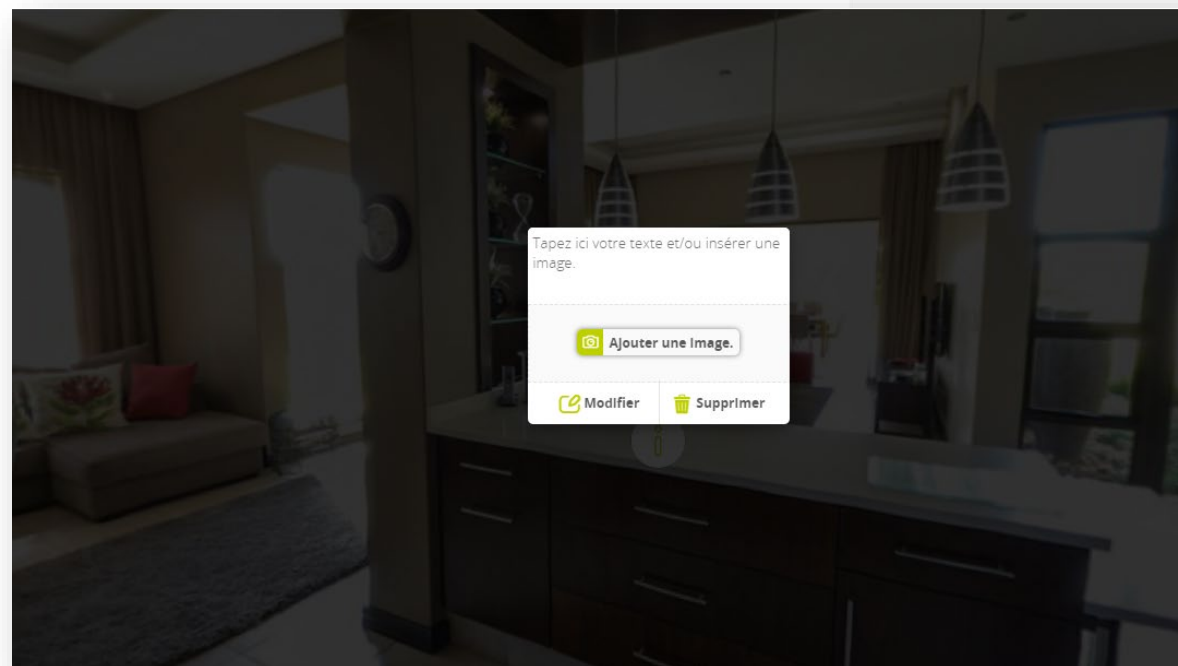 Tapez ici votre texte et/ou insérer une
image.
Ajouter une image.
Modifier
Supprimer